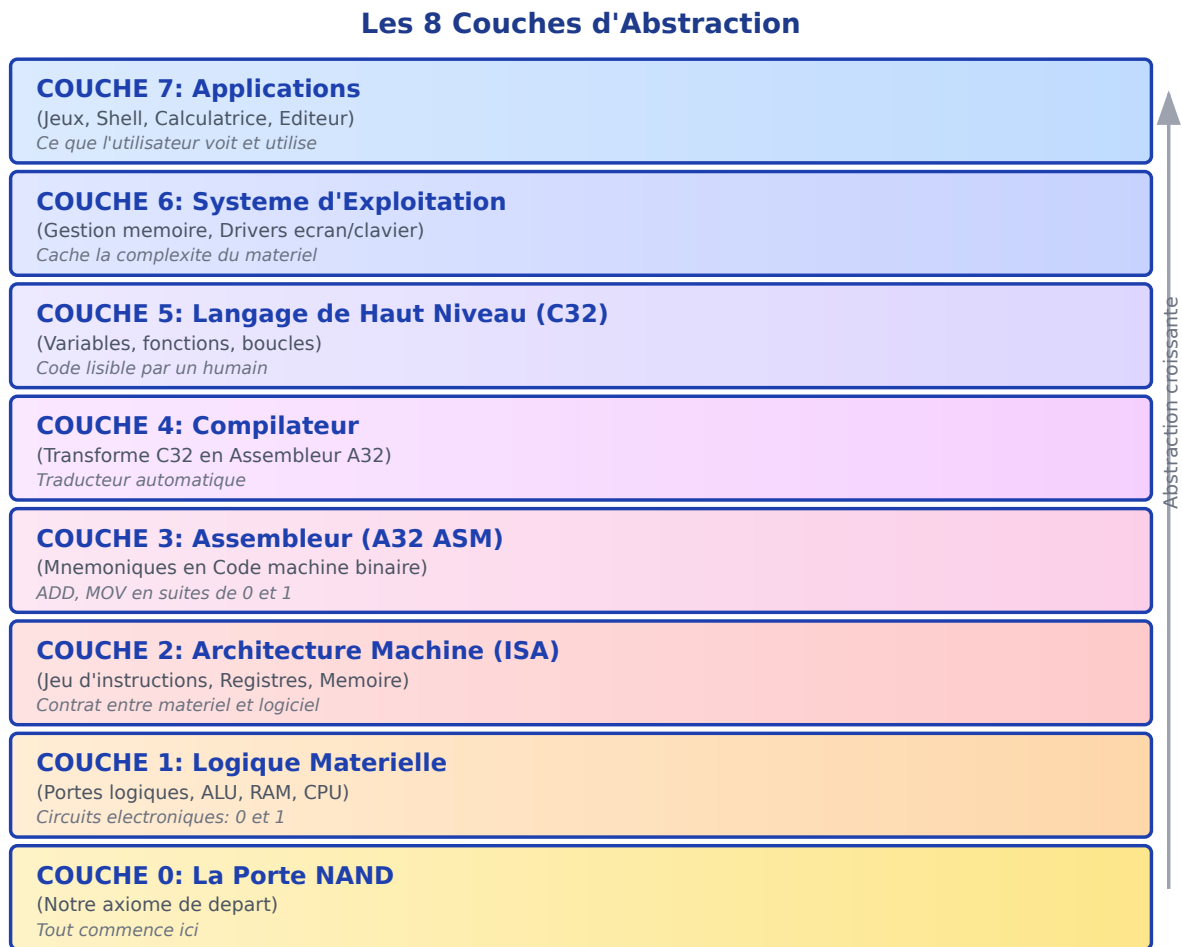 Les 8 Couches d'Abstraction
COUCHE 7: Applications
(Jeux, Shell, Calculatrice, Editeur)
Ce que l'utilisateur voit et utilise
COUCHE 6: Systeme d'Exploitation
(Gestion memoire, Drivers ecran/clavier)
Cache la complexite du materiel
COUCHE 5: Langage de Haut Niveau (C32)
(Variables, fonctions, boucles)
Code lisible par un humain
COUCHE 4: Compilateur
(Transforme C32 en Assembleur A32)
Traducteur automatique
COUCHE 3: Assembleur (A32 ASM)
(Mnemoniques en Code machine binaire)
ADD, MOV en suites de 0 et 1
COUCHE 2: Architecture Machine (ISA)
(Jeu d'instructions, Registres, Memoire)
Contrat entre materiel et logiciel
COUCHE 1: Logique Materielle
(Portes logiques, ALU, RAM, CPU)
Circuits electroniques: 0 et 1
COUCHE 0: La Porte NAND
(Notre axiome de depart)
Tout commence ici
Abstraction croissante